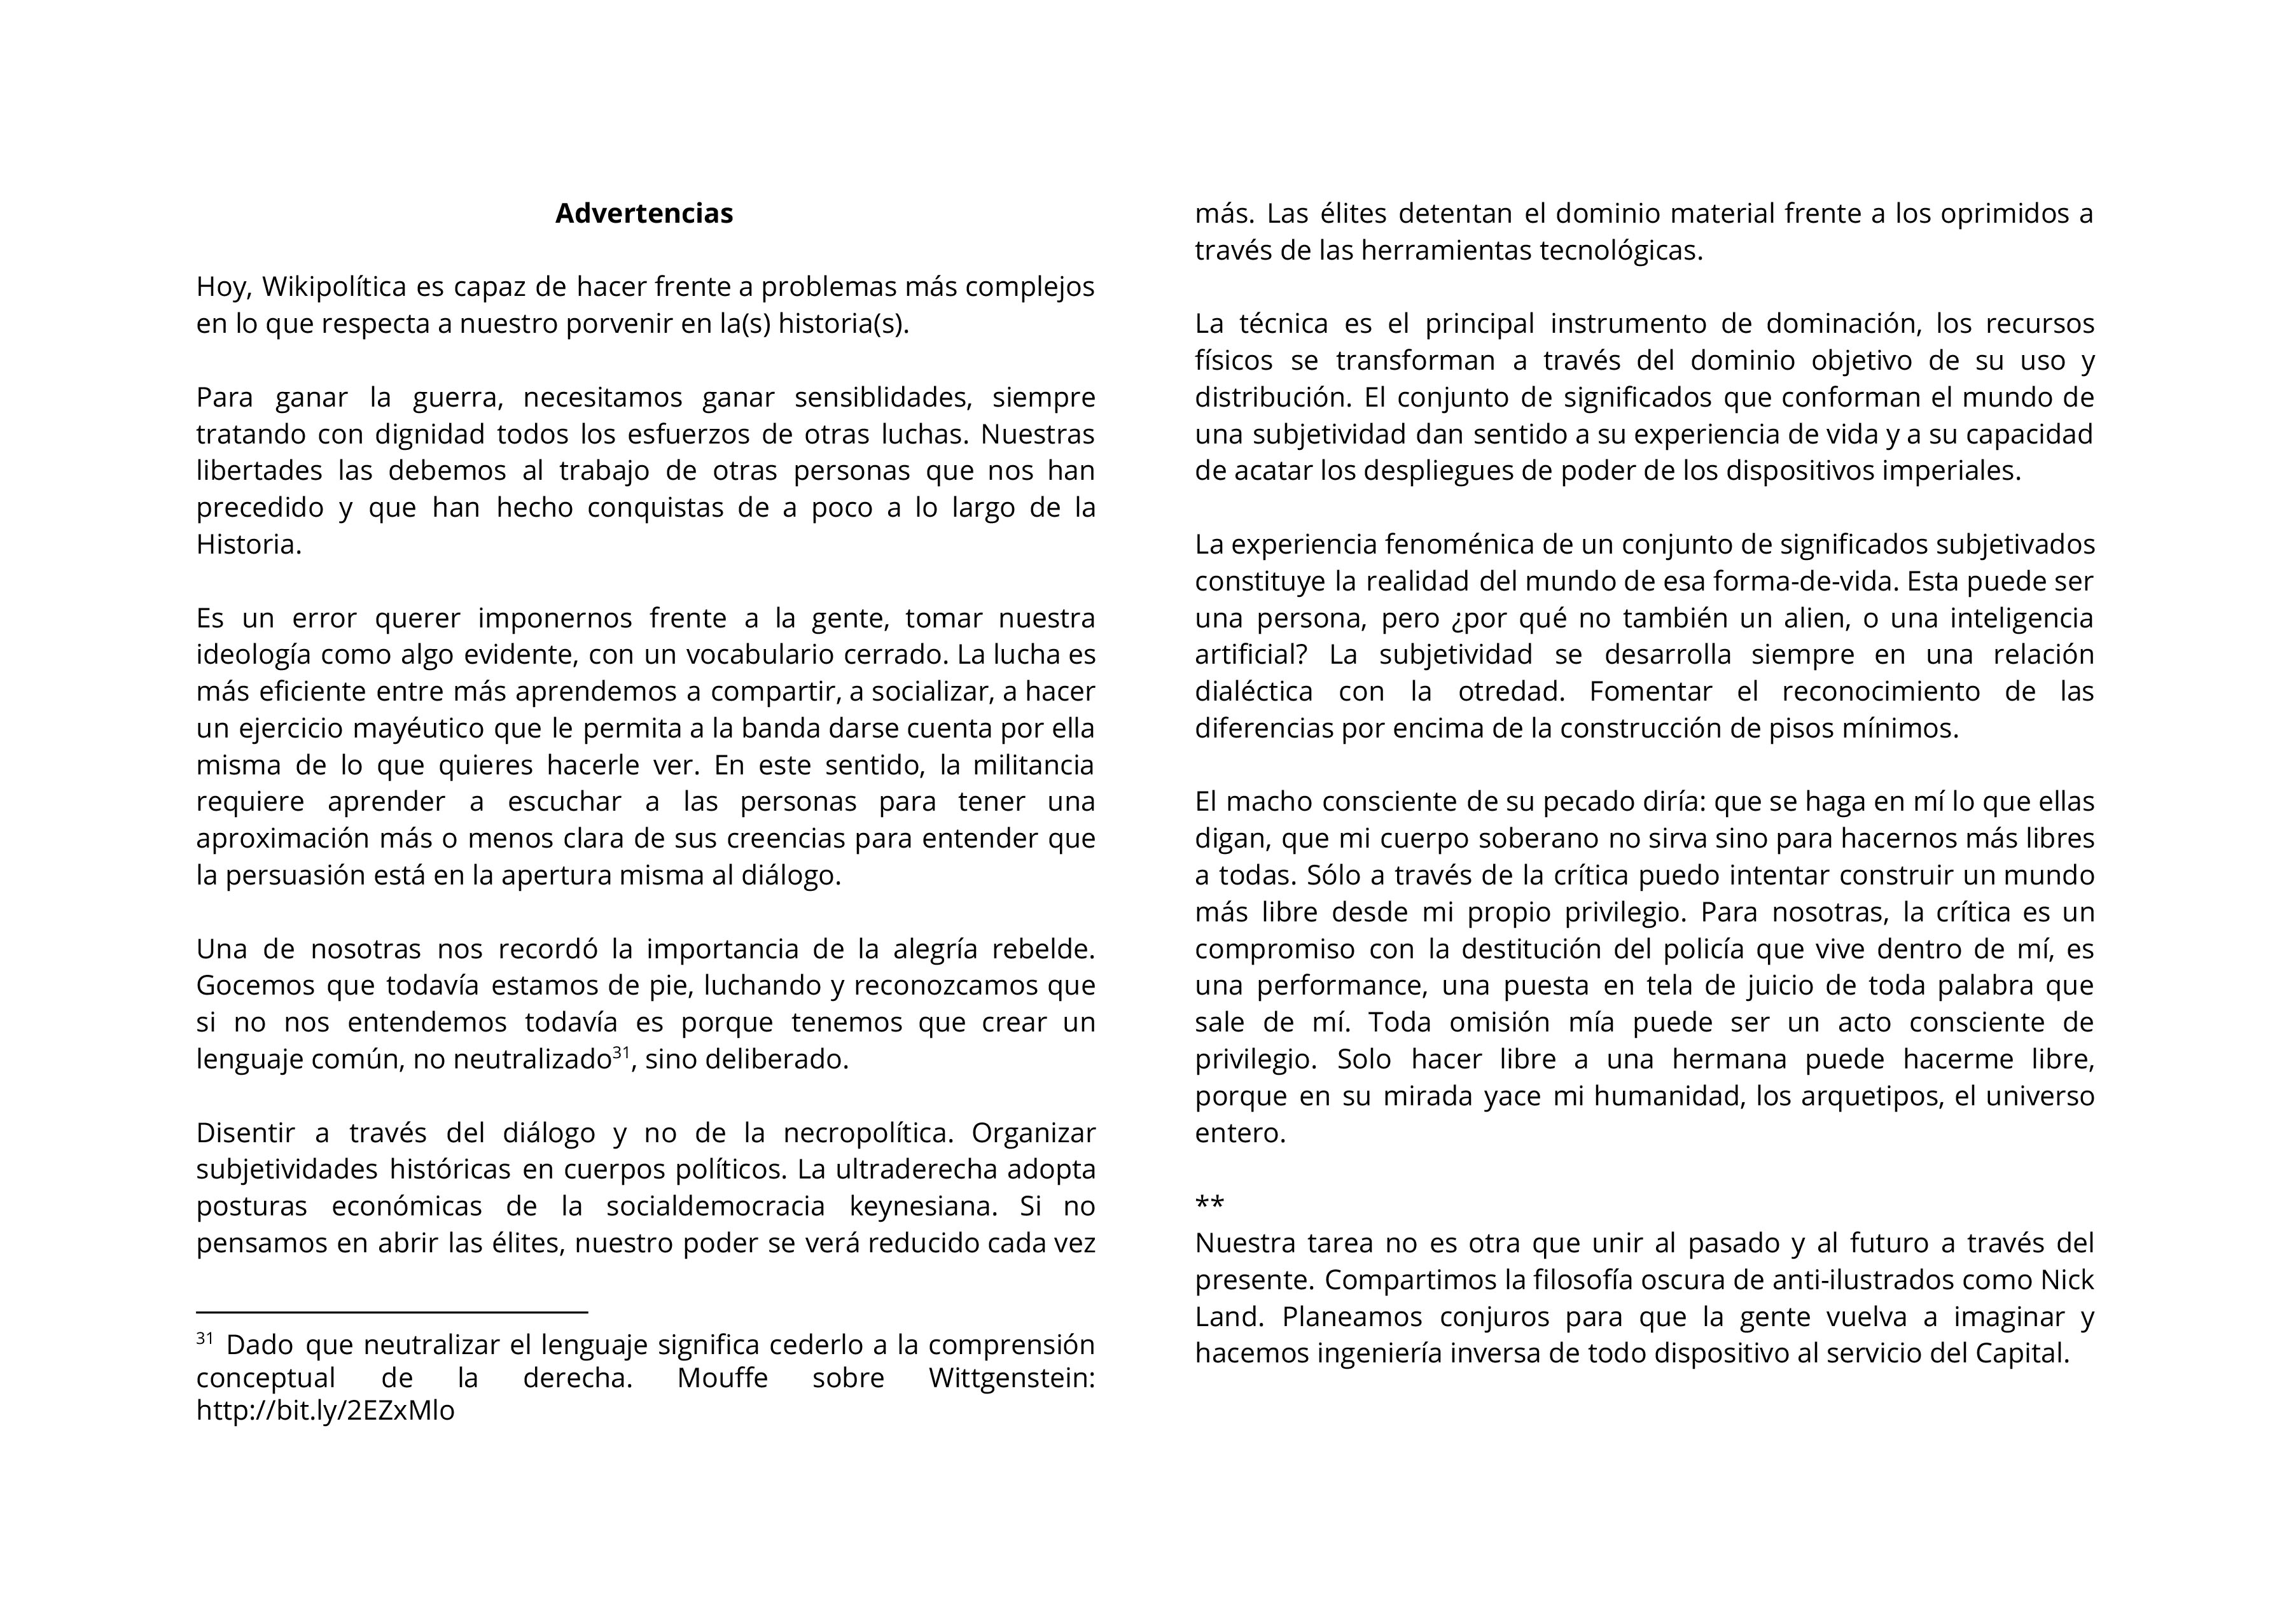 Advertencias
Hoy, Wikipolítica es capaz de hacer frente a problemas más complejos
en lo que respecta a nuestro porvenir en la(s) historia(s).
Para ganar la guerra, necesitamos ganar sensiblidades, siempre
tratando con dignidad todos los esfuerzos de otras luchas. Nuestras
libertades las debemos al trabajo de otras personas que nos han
precedido y que han hecho conquistas de a poco a lo largo de la
Historia.
Es un error querer imponernos frente a la gente, tomar nuestra
ideología como algo evidente, con un vocabulario cerrado. La lucha es
más eficiente entre más aprendemos a compartir, a socializar, a hacer
un ejercicio mayéutico que le permita a la banda darse cuenta por ella
misma de lo que quieres hacerle ver. En este sentido, la militancia
requiere aprender a escuchar a las personas para tener una
aproximación más o menos clara de sus creencias para entender que
la persuasión está en la apertura misma al diálogo.
Una de nosotras nos recordó la importancia de la alegría rebelde.
Gocemos que todavía estamos de pie, luchando y reconozcamos que
si no nos entendemos todavía es porque tenemos que crear un
lenguaje común, no neutralizado31, sino deliberado.
Disentir a través del diálogo y no de la necropolítica. Organizar
subjetividades históricas en cuerpos políticos. La ultraderecha adopta
posturas económicas de la socialdemocracia keynesiana. Si no
pensamos en abrir las élites, nuestro poder se verá reducido cada vez
31 Dado que neutralizar el lenguaje significa cederlo a la comprensión
conceptual de la derecha. Mouffe sobre Wittgenstein:
http://bit.ly/2EZxMlo
más. Las élites detentan el dominio material frente a los oprimidos a
través de las herramientas tecnológicas.
La técnica es el principal instrumento de dominación, los recursos
físicos se transforman a través del dominio objetivo de su uso y
distribución. El conjunto de significados que conforman el mundo de
una subjetividad dan sentido a su experiencia de vida y a su capacidad
de acatar los despliegues de poder de los dispositivos imperiales.
La experiencia fenoménica de un conjunto de significados subjetivados
constituye la realidad del mundo de esa forma-de-vida. Esta puede ser
una persona, pero ¿por qué no también un alien, o una inteligencia
artificial? La subjetividad se desarrolla siempre en una relación
dialéctica con la otredad. Fomentar el reconocimiento de las
diferencias por encima de la construcción de pisos mínimos.
El macho consciente de su pecado diría: que se haga en mí lo que ellas
digan, que mi cuerpo soberano no sirva sino para hacernos más libres
a todas. Sólo a través de la crítica puedo intentar construir un mundo
más libre desde mi propio privilegio. Para nosotras, la crítica es un
compromiso con la destitución del policía que vive dentro de mí, es
una performance, una puesta en tela de juicio de toda palabra que
sale de mí. Toda omisión mía puede ser un acto consciente de
privilegio. Solo hacer libre a una hermana puede hacerme libre,
porque en su mirada yace mi humanidad, los arquetipos, el universo
entero.
**
Nuestra tarea no es otra que unir al pasado y al futuro a través del
presente. Compartimos la filosofía oscura de anti-ilustrados como Nick
Land. Planeamos conjuros para que la gente vuelva a imaginar y
hacemos ingeniería inversa de todo dispositivo al servicio del Capital.